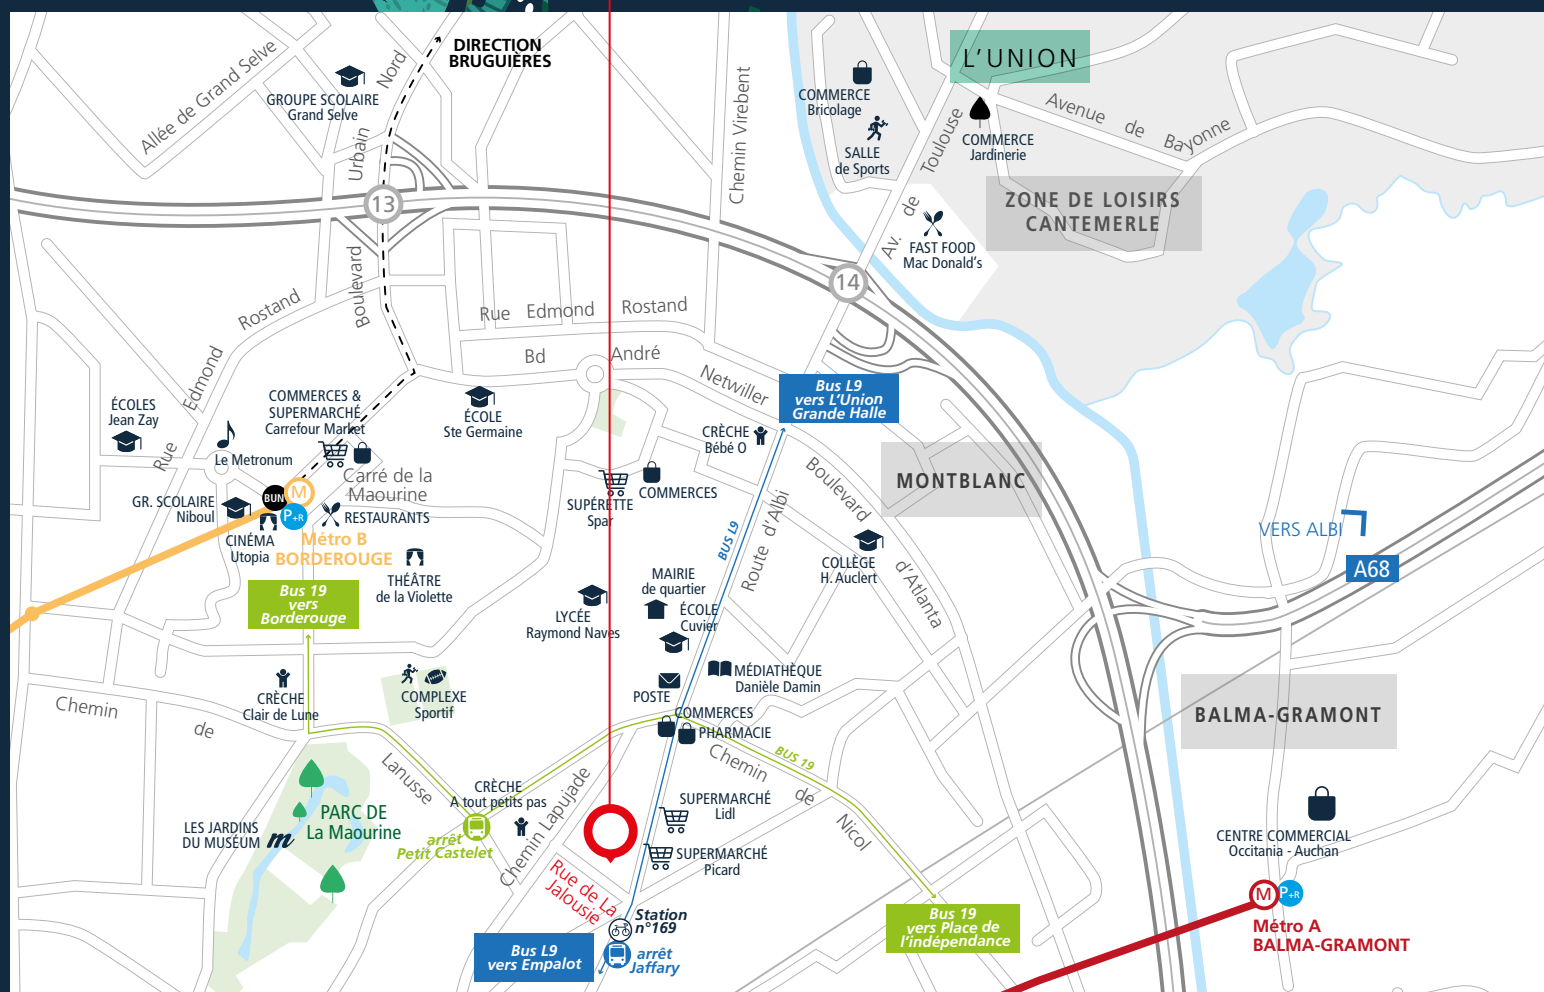 DIRECTION
BRUGUIÈRES
L'UNION
Allée de Grand Selve
GROUPE SCOLAIRE
Grand Selve
Boulevard
Urbain
Nord
Chemin Virebent
COMMERCE
Bricolage
SALLE
de Sports
Av. de Toulouse
COMMERCE
Jardinerie
Avenue de Bayonne
ZONE DE LOISIRS
CANTEMERLE
FAST FOOD
Mac Donald's
13
14
Rue Edmond Rostand
Rue Edmond Rostand
Bd André Netwiller
ÉCOLES
Jean Zay
Le Metronum
COMMERCES &
SUPERMARCHÉ
Carrefour Market
ÉCOLE
Ste Germaine
CRÈCHE
Bébé O
Bus L9
vers L'Union
Grande Halle
Boulevard d'Atlanta
MONTBLANC
Carré de la
Maourine
GR. SCOLAIRE
Niboul
BUN
M
P+R
RESTAURANTS
CINÉMA
Utopia
Métro B
BORDEROUGE
THÉÂTRE
de la Violette
SUPÉRETTE
Spar
COMMERCES
BUS L9
Route d'Albi
COLLÈGE
H. Auclert
VERS ALBI
A68
Bus 19
vers
Borderouge
LYCÉE
Raymond Naves
MAIRIE
de quartier
ÉCOLE
Cuvier
CRÈCHE
Clair de Lune
COMPLEXE
Sportif
POSTE
MÉDIATHÈQUE
Danièle Damin
COMMERCES
PHARMACIE
BALMA-GRAMONT
Chemin de Lanusse
BUS 19
Chemin de Nicol
CRÈCHE
A tout petits pas
Chemin Lapujade
PARC DE
La Maourine
LES JARDINS
DU MUSÉUM
m
arrêt
Petit Castelet
SUPERMARCHÉ
Lidl
SUPERMARCHÉ
Picard
Rue de La
Jalousie
CENTRE COMMERCIAL
Occitania - Auchan
M
P+R
Métro A
BALMA-GRAMONT
Station
n°169
Bus L9
vers Empalot
arrêt
Jaffary
Bus 19
vers Place de
l'indépendance